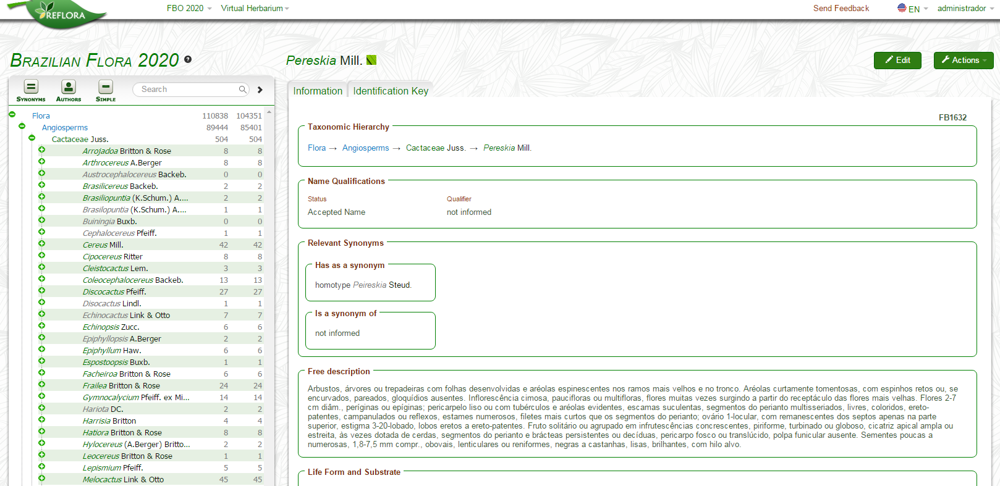 REFLORA
FBO 2020
Virtual Herbarium
Send Feedback
EN
administrador
BRAZILIAN FLORA 2020 ?
SYNONYMS
AUTHORS
SIMPLE
Search
Flora 110838 104351
Angiosperms 89444 85401
Cactaceae Juss. 504 504
Arrojadoa Britton & Rose 8 8
Arthrocereus A.Berger 8 8
Austrocephalocereus Backeb. 0 0
Brasilicereus Backeb. 2 2
Brasiliopuntia (K.Schum.) A.... 2 2
Brasilopuntia (K.Schum.) A.... 1 1
Buiningia Buxb. 0 0
Cephalocereus Pfeiff. 1 1
Cereus Mill. 42 42
Cipocereus Ritter 8 8
Cleistocactus Lem. 3 3
Coleocephalocereus Backeb. 13 13
Discocactus Pfeiff. 27 27
Disocactus Lindl. 1 1
Echinocactus Link & Otto 7 7
Echinopsis Zucc. 6 6
Epiphyllopsis A.Berger 2 2
Epiphyllum Haw. 6 6
Espostoopsis Buxb. 1 1
Facheiroa Britton & Rose 6 6
Frailea Britton & Rose 24 24
Gymnocalycium Pfeiff. ex Mi... 14 14
Hariota DC. 2 2
Harrisia Britton 4 4
Hatiora Britton & Rose 8 8
Hylocereus (A.Berger) Britto... 2 2
Leocereus Britton & Rose 1 1
Lepismium Pfeiff. 5 5
Melocactus Link & Otto 45 45
Pereskia Mill.
Edit
Actions
Information
Identification Key
FB1632
Taxonomic Hierarchy
Flora → Angiosperms → Cactaceae Juss. → Pereskia Mill.
Name Qualifications
Status Qualifier
Accepted Name not informed
Relevant Synonyms
Has as a synonym
homotype Peireskia Steud.
Is a synonym of
not informed
Free description
Arbustos, árvores ou trepadeiras com folhas desenvolvidas e aréolas espinescentes nos ramos mais velhos e no tronco. Aréolas curtamente tomentosas, com espinhos retos ou, se
encurvados, pareados, gloquídios ausentes. Inflorescência cimosa, paucifloras ou multifloras, flores muitas vezes surgindo a partir do receptáculo das flores mais velhas. Flores 2-7
cm diâm., períginas ou epíginas; pericarpelo liso ou com tubérculos e aréolas evidentes, escamas suculentas, segmentos do perianto multisseriados, livres, coloridos, ereto-
patentes, campanulados ou reflexos, estames numerosos, filetes mais curtos que os segmentos do perianto; ovário 1-locular, com remanescentes dos septos apenas na parte
superior, estigma 3-20-lobado, lobos eretos a ereto-patentes. Fruto solitário ou agrupado em infrutescências concrescentes, piriforme, turbinado ou globoso, cicatriz apical ampla ou
estreita, às vezes dotada de cerdas, segmentos do perianto e brácteas persistentes ou decíduas, pericarpo fosco ou translúcido, polpa funicular ausente. Sementes poucas a
numerosas, 1,8-7,5 mm compr., obovais, lenticulares ou reniformes, negras a castanhas, lisas, brilhantes, com hilo alvo.
Life Form and Substrate